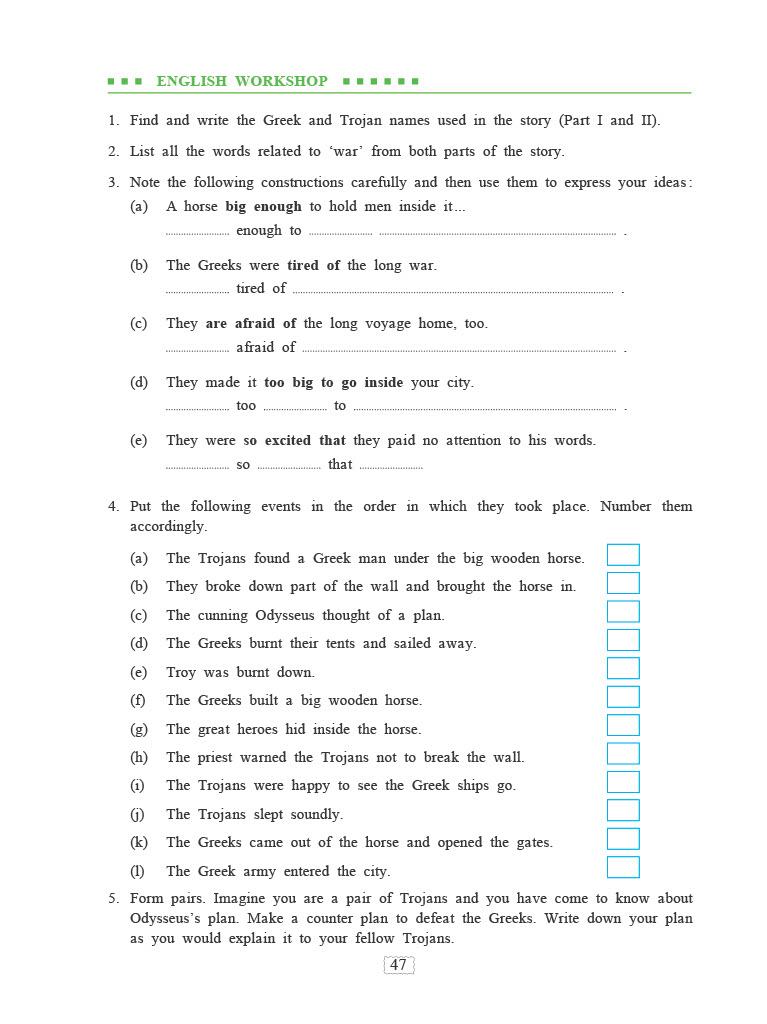 ENGLISH WORKSHOP
1. Find and write the Greek and Trojan names used in the story (Part I and II).
2. List all the words related to ‘war’ from both parts of the story.
3. Note the following constructions carefully and then use them to express your ideas :
(a) A horse big enough to hold men inside it...
........................ enough to ........................ .......................................................................................... .
(b) The Greeks were tired of the long war.
........................ tired of .......................................................................................................................... .
(c) They are afraid of the long voyage home, too.
........................ afraid of ....................................................................................................................... .
(d) They made it too big to go inside your city.
........................ too ........................ to .................................................................................................... .
(e) They were so excited that they paid no attention to his words.
........................ so ........................ that ........................
4. Put the following events in the order in which they took place. Number them
accordingly.
(a) The Trojans found a Greek man under the big wooden horse.
(b) They broke down part of the wall and brought the horse in.
(c) The cunning Odysseus thought of a plan.
(d) The Greeks burnt their tents and sailed away.
(e) Troy was burnt down.
(f) The Greeks built a big wooden horse.
(g) The great heroes hid inside the horse.
(h) The priest warned the Trojans not to break the wall.
(i) The Trojans were happy to see the Greek ships go.
(j) The Trojans slept soundly.
(k) The Greeks came out of the horse and opened the gates.
(l) The Greek army entered the city.
5. Form pairs. Imagine you are a pair of Trojans and you have come to know about
Odysseus’s plan. Make a counter plan to defeat the Greeks. Write down your plan
as you would explain it to your fellow Trojans.
47